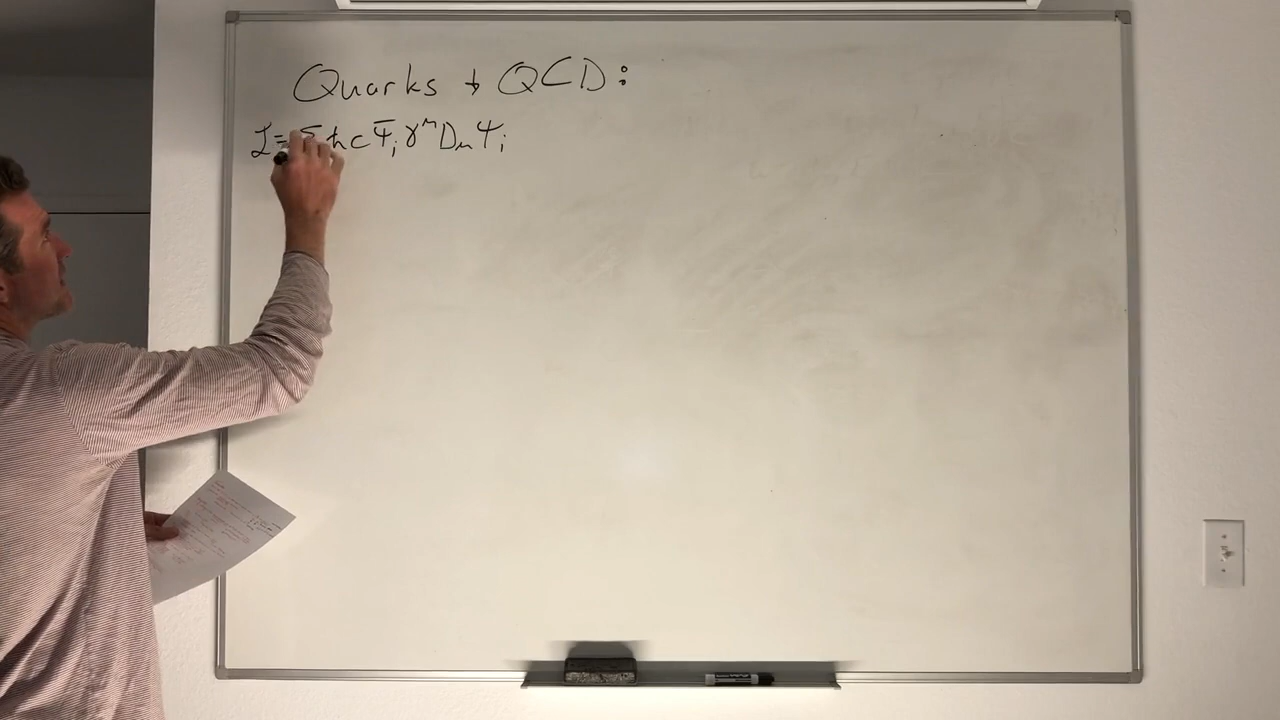 Quarks + QCD:
ℒ = Σ ħc Ψ̄ᵢ γ^μ D_μ Ψᵢ